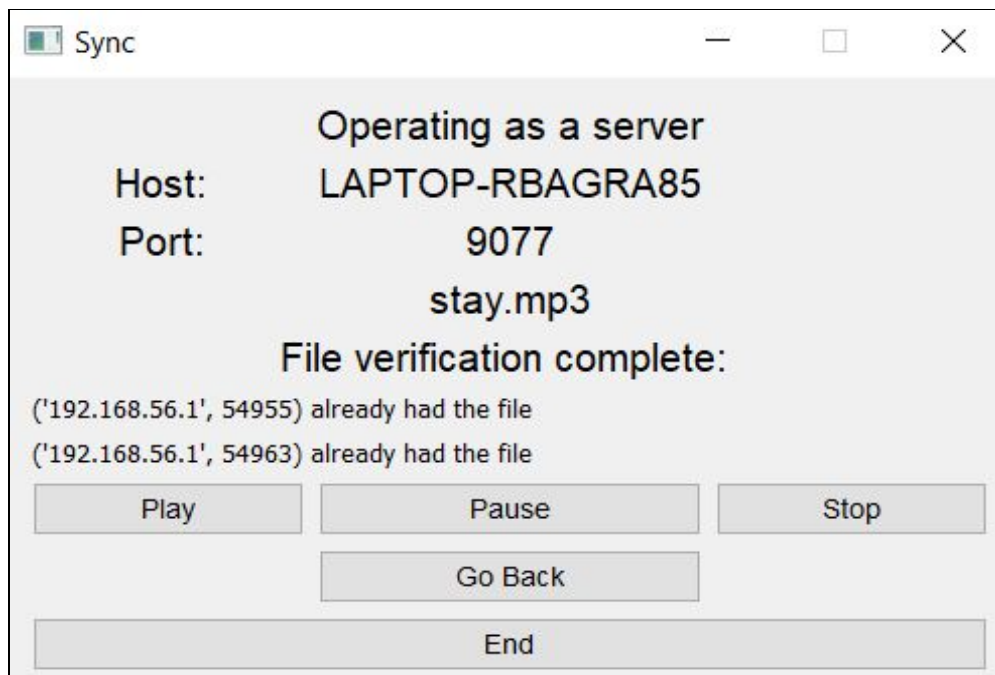 Sync
Operating as a server
Host: LAPTOP-RBAGRA85
Port: 9077
stay.mp3
File verification complete:
('192.168.56.1', 54955) already had the file
('192.168.56.1', 54963) already had the file
Play Pause Stop
Go Back
End